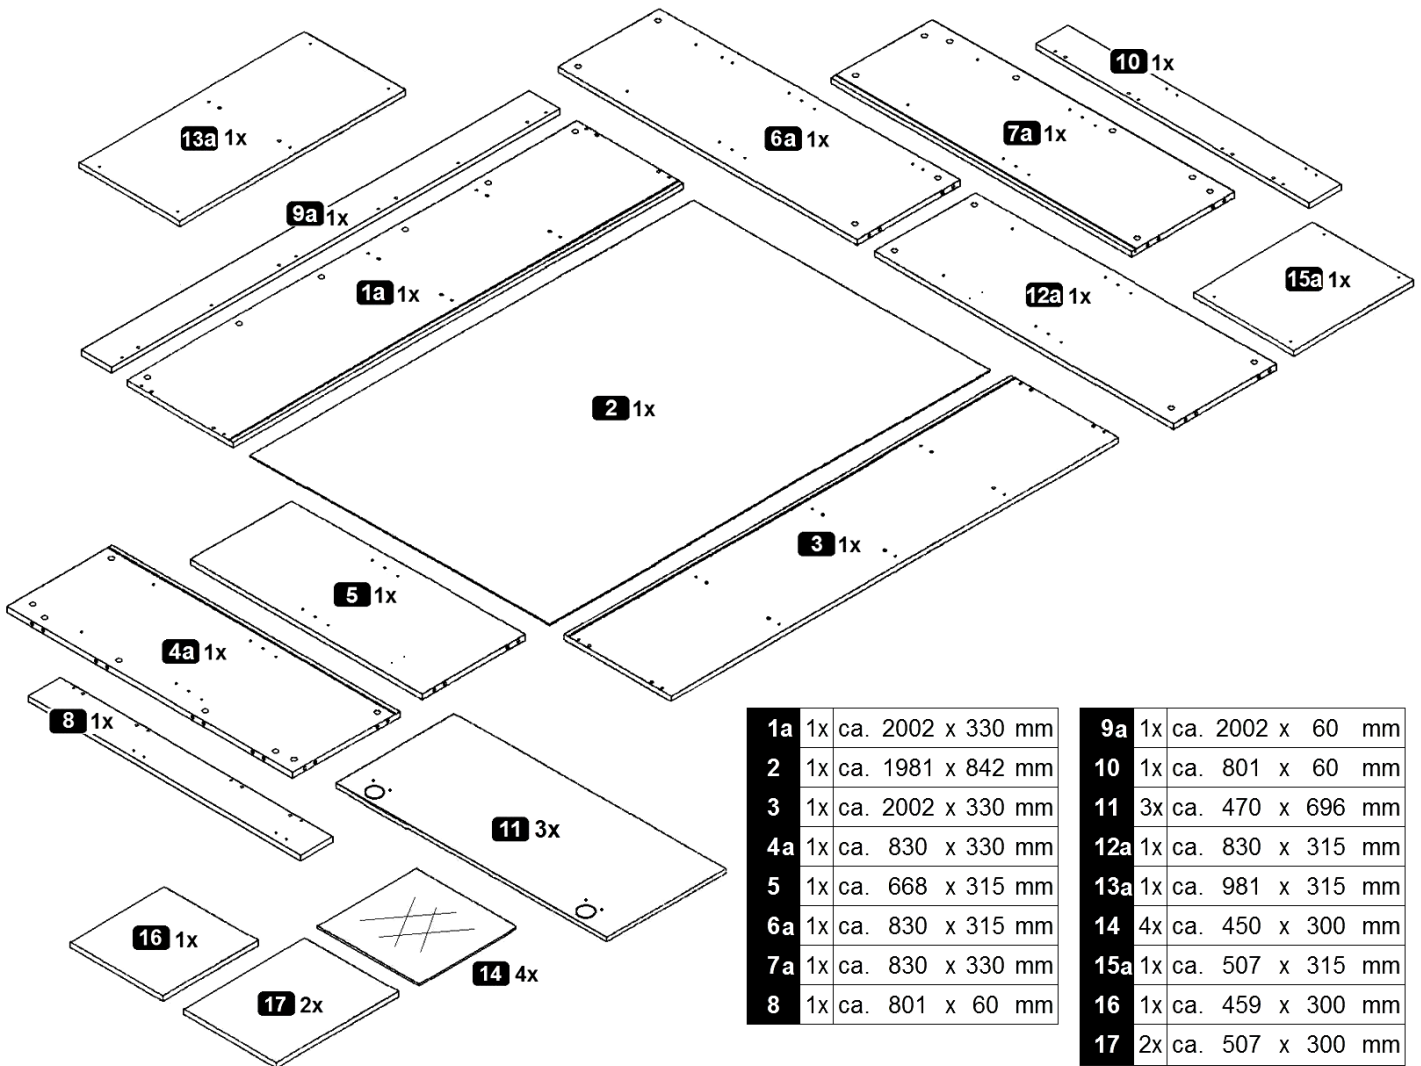 10 1x
13a 1x
6a 1x
7a 1x
9a 1x
1a 1x
12a 1x
15a 1x
2 1x
3 1x
5 1x
4a 1x
8 1x
11 3x
16 1x
14 4x
17 2x
1a 1x ca. 2002 x 330 mm
2 1x ca. 1981 x 842 mm
3 1x ca. 2002 x 330 mm
4a 1x ca. 830 x 330 mm
5 1x ca. 668 x 315 mm
6a 1x ca. 830 x 315 mm
7a 1x ca. 830 x 330 mm
8 1x ca. 801 x 60 mm
9a 1x ca. 2002 x 60 mm
10 1x ca. 801 x 60 mm
11 3x ca. 470 x 696 mm
12a 1x ca. 830 x 315 mm
13a 1x ca. 981 x 315 mm
14 4x ca. 450 x 300 mm
15a 1x ca. 507 x 315 mm
16 1x ca. 459 x 300 mm
17 2x ca. 507 x 300 mm